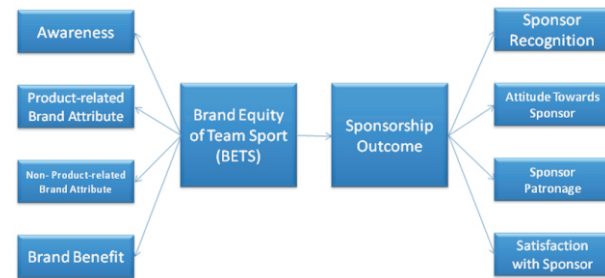 Awareness
Product-related
Brand Attribute
Non- Product-related
Brand Attribute
Brand Benefit
Brand Equity
of Team Sport
(BETS)
Sponsorship
Outcome
Sponsor
Recognition
Attitude Towards
Sponsor
Sponsor
Patronage
Satisfaction
with Sponsor